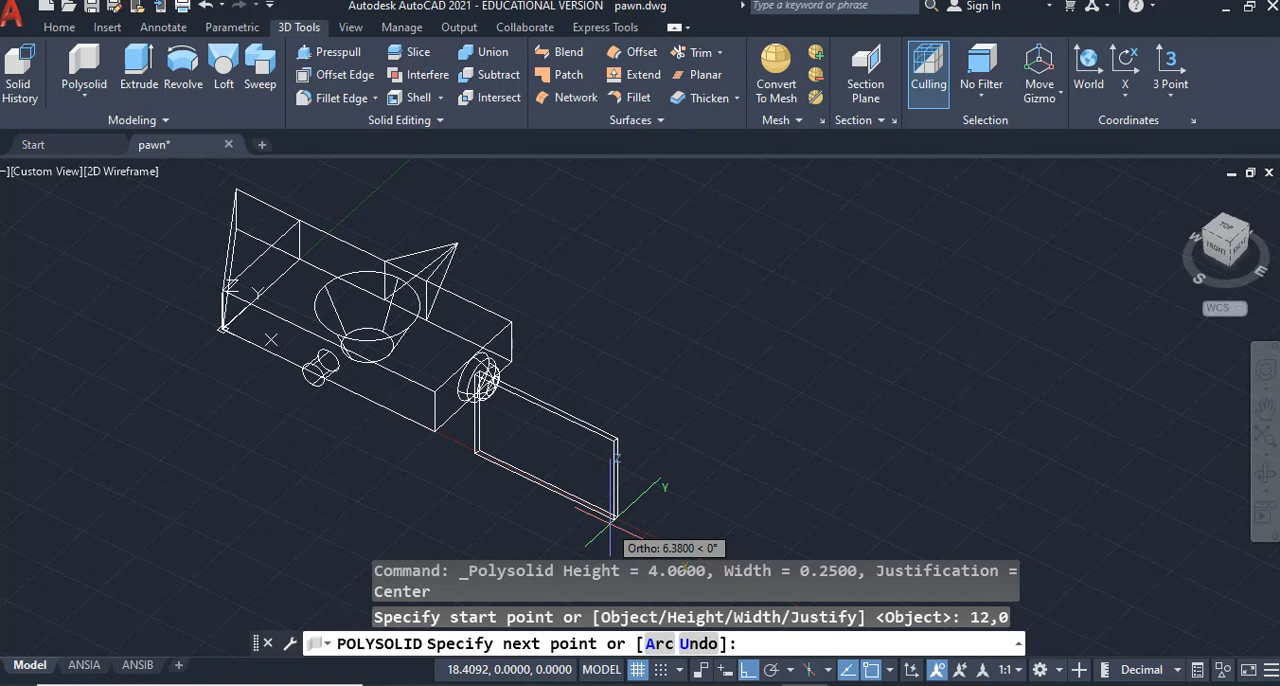 Autodesk AutoCAD 2021 - EDUCATIONAL VERSION pawn.dwg
Type a keyword or phrase
Sign In
Home Insert Annotate Parametric 3D Tools View Manage Output Collaborate Express Tools
Solid History
Polysolid
Extrude
Revolve
Loft
Sweep
Modeling
Presspull Slice Union
Offset Edge Interfere Subtract
Fillet Edge Shell Intersect
Solid Editing
Blend Offset Trim
Patch Extend Planar
Network Fillet Thicken
Surfaces
Convert To Mesh
Mesh
Section Plane
Section
Culling
No Filter
Move Gizmo
Selection
World
X
3 Point
Coordinates
Start pawn*
[Custom View][2D Wireframe]
TOP
FRONT
W
S
E
WCS
Y
Z
Y
Ortho: 6.3800 < 0°
Command: _Polysolid Height = 4.0000, Width = 0.2500, Justification =
Center
Specify start point or [Object/Height/Width/Justify] <Object>: 12,0
POLYSOLID Specify next point or [Arc Undo]:
Model ANSIA ANSIB
18.4092, 0.0000, 0.0000 MODEL 1:1 Decimal